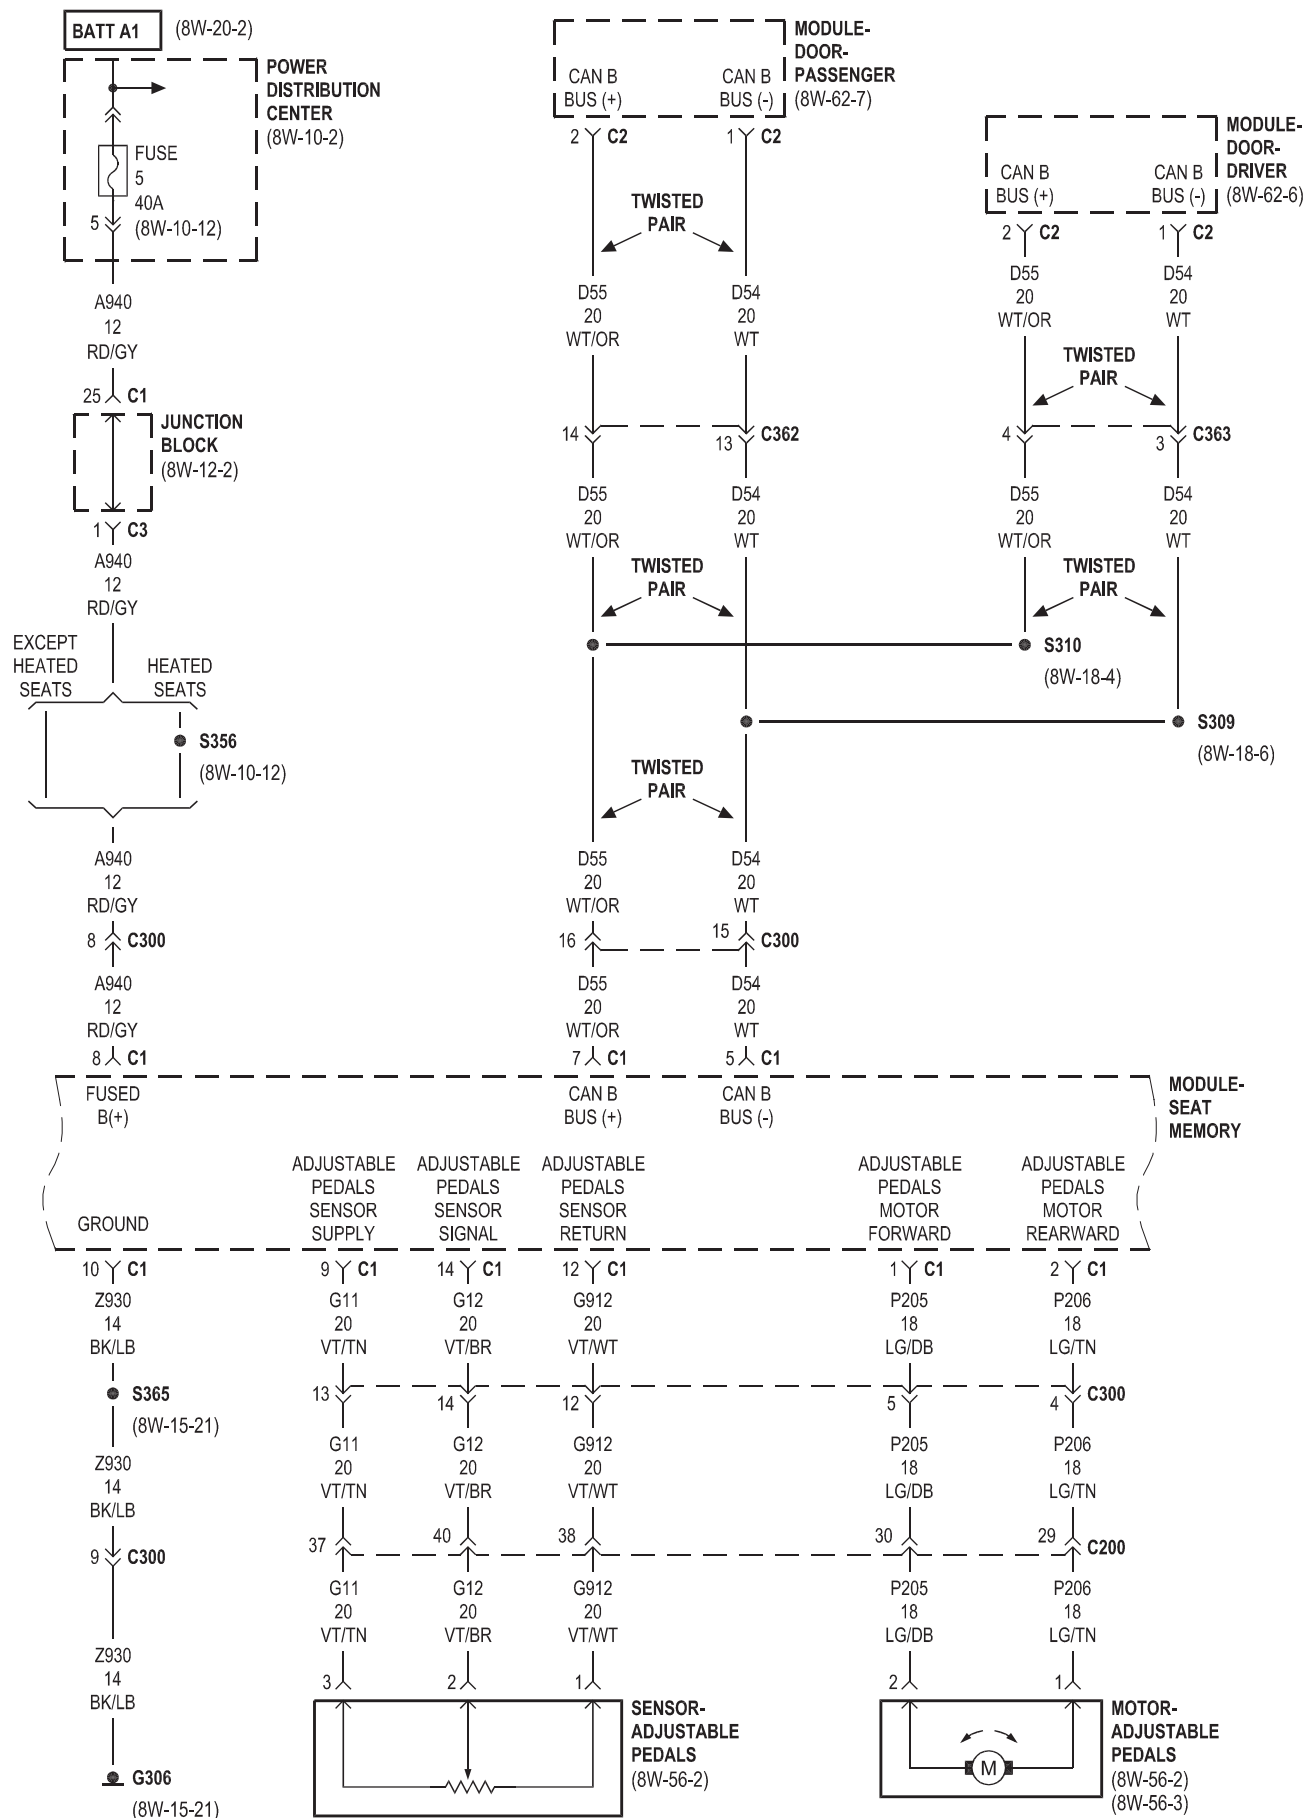 BATT A1 (8W-20-2)
POWER
DISTRIBUTION
CENTER
(8W-10-2)
FUSE
5
40A
(8W-10-12)
5
A940
12
RD/GY
25 C1
JUNCTION
BLOCK
(8W-12-2)
1 C3
A940
12
RD/GY
EXCEPT
HEATED
SEATS
HEATED
SEATS
S356
(8W-10-12)
A940
12
RD/GY
8 C300
A940
12
RD/GY
8 C1
MODULE-
DOOR-
PASSENGER
(8W-62-7)
CAN B
BUS (+)
CAN B
BUS (-)
2 C2
1 C2
TWISTED
PAIR
D55
20
WT/OR
D54
20
WT
14
13 C362
D55
20
WT/OR
D54
20
WT
TWISTED
PAIR
MODULE-
DOOR-
DRIVER
(8W-62-6)
CAN B
BUS (+)
CAN B
BUS (-)
2 C2
1 C2
D55
20
WT/OR
D54
20
WT
TWISTED
PAIR
4
3 C363
D55
20
WT/OR
D54
20
WT
TWISTED
PAIR
S310
(8W-18-4)
S309
(8W-18-6)
TWISTED
PAIR
D55
20
WT/OR
D54
20
WT
16
15 C300
D55
20
WT/OR
D54
20
WT
7 C1
5 C1
MODULE-
SEAT
MEMORY
FUSED
B(+)
CAN B
BUS (+)
CAN B
BUS (-)
GROUND
ADJUSTABLE
PEDALS
SENSOR
SUPPLY
ADJUSTABLE
PEDALS
SENSOR
SIGNAL
ADJUSTABLE
PEDALS
SENSOR
RETURN
ADJUSTABLE
PEDALS
MOTOR
FORWARD
ADJUSTABLE
PEDALS
MOTOR
REARWARD
10 C1
Z930
14
BK/LB
S365
(8W-15-21)
Z930
14
BK/LB
9 C300
Z930
14
BK/LB
G306
(8W-15-21)
9 C1
G11
20
VT/TN
13
G11
20
VT/TN
37
G11
20
VT/TN
3
14 C1
G12
20
VT/BR
14
G12
20
VT/BR
40
G12
20
VT/BR
2
12 C1
G912
20
VT/WT
12
G912
20
VT/WT
38
G912
20
VT/WT
1
SENSOR-
ADJUSTABLE
PEDALS
(8W-56-2)
1 C1
P205
18
LG/DB
5
P205
18
LG/DB
30
P205
18
LG/DB
2
2 C1
P206
18
LG/TN
4 C300
P206
18
LG/TN
29 C200
P206
18
LG/TN
1
M
MOTOR-
ADJUSTABLE
PEDALS
(8W-56-2)
(8W-56-3)